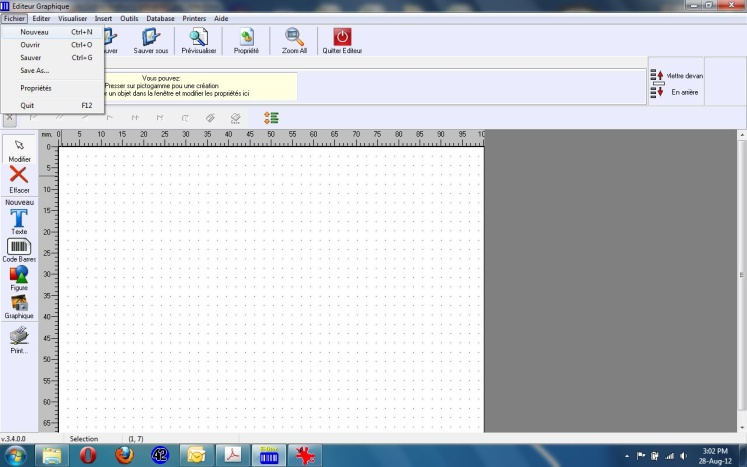 Editeur Graphique
Fichier Editer Visualiser Insert Outils Database Printers Aide
Nouveau Ctrl+N
Ouvrir Ctrl+O
Sauver Ctrl+G
Save As...
Propriétés
Quit F12
uver Sauver sous Prévisualiser Propriété Zoom All Quitter Editeur
Vous pouvez:
Presser sur pictogamme pou une création
r un objet dans la fenêtre et modifier les propriétés ici
Mettre devan
En arrière
mm. 0 5 10 15 20 25 30 35 40 45 50 55 60 65 70 75 80 85 90 95 10
0
5
10
15
20
25
30
35
40
45
50
55
60
65
Modifier
Effacer
Nouveau
Texte
Code Barres
Figure
Graphique
Print...
v.3.4.0.0 Selection (1, 7)
42
3:02 PM
28-Aug-12